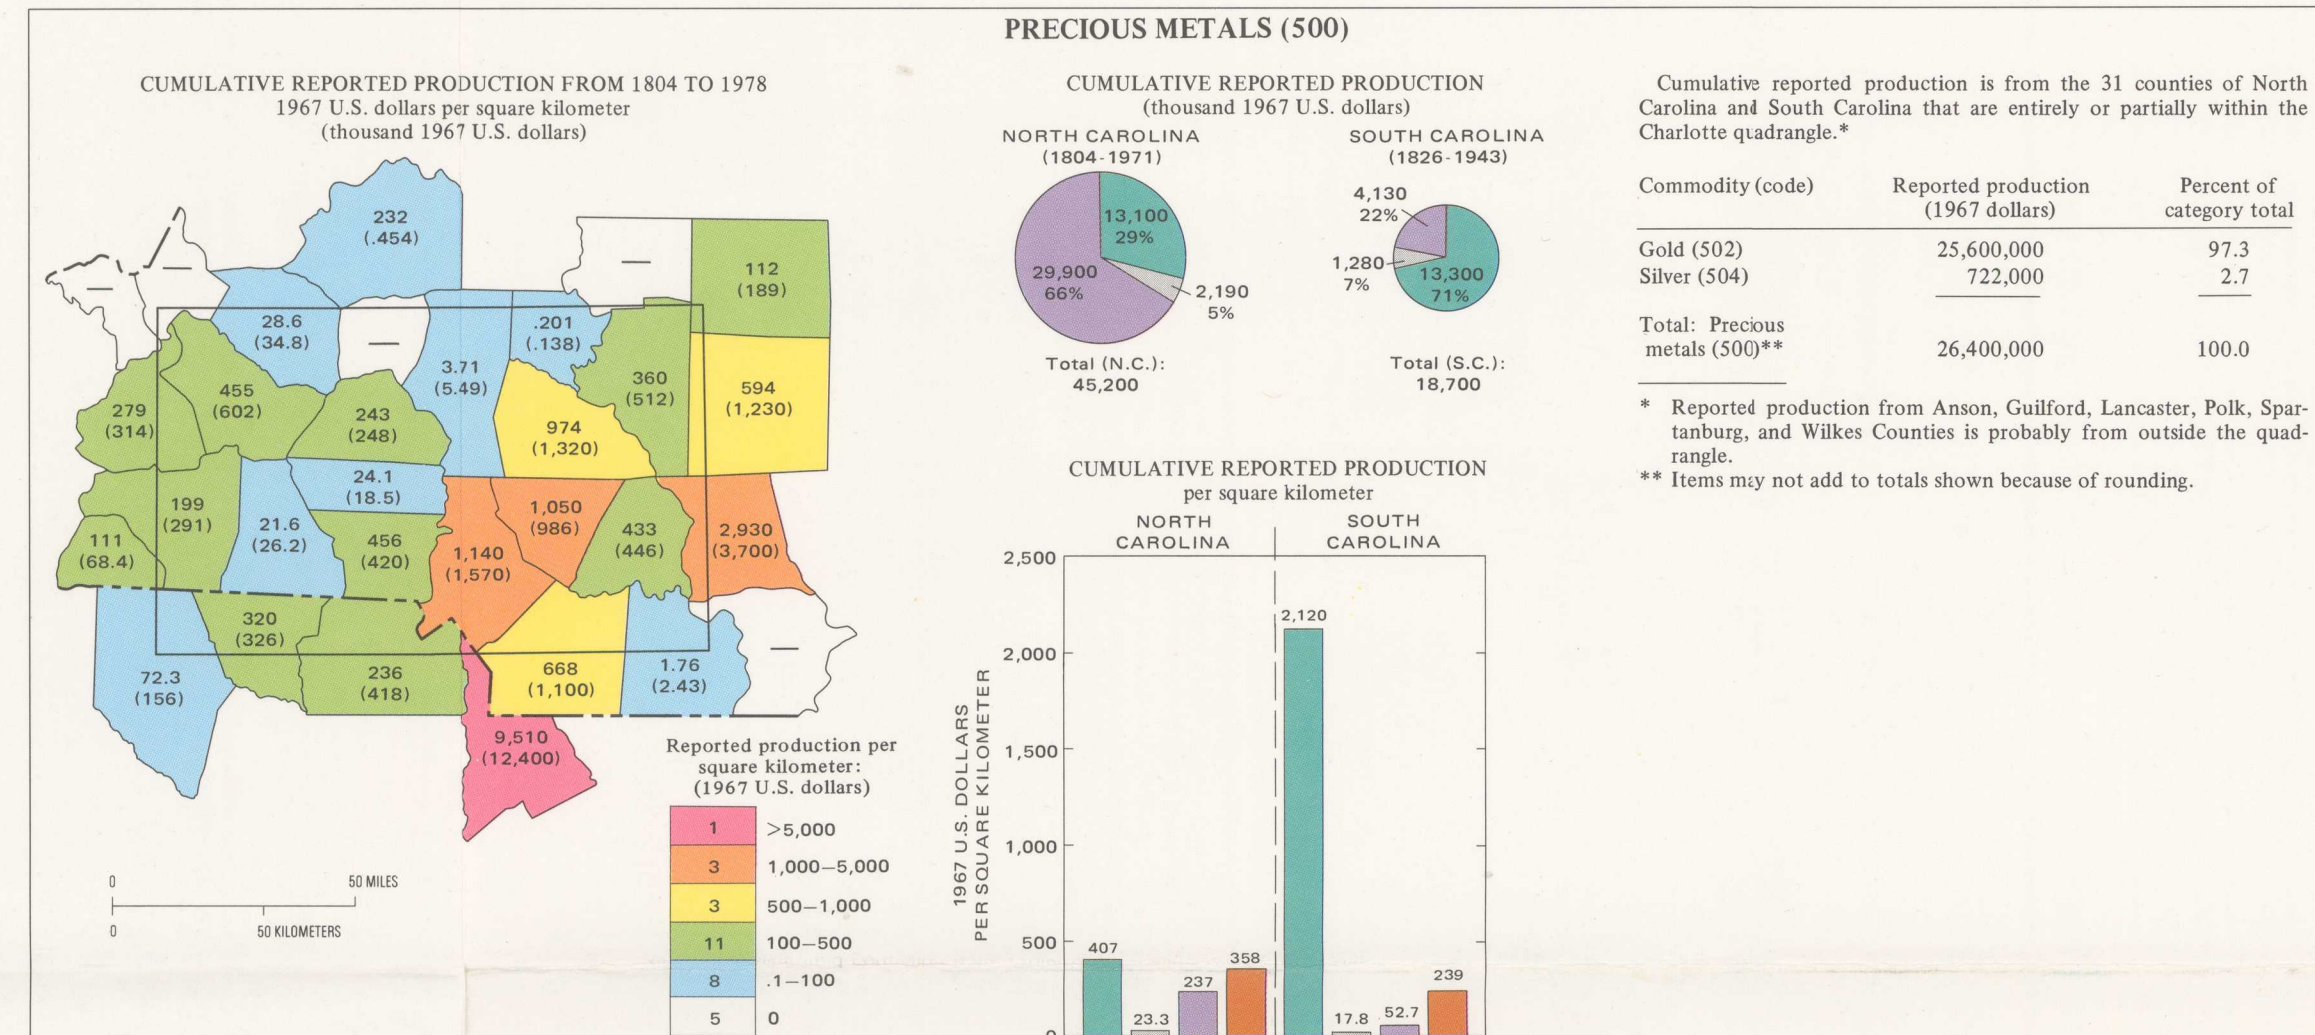 PRECIOUS METALS (500)
CUMULATIVE REPORTED PRODUCTION FROM 1804 TO 1978
1967 U.S. dollars per square kilometer
(thousand 1967 U.S. dollars)
232
(.454)
—
—
—
112
(189)
28.6
(34.8)
—
.201
(.138)
3.71
(5.49)
360
(512)
594
(1,230)
455
(602)
279
(314)
243
(248)
974
(1,320)
24.1
(18.5)
199
(291)
21.6
(26.2)
1,050
(986)
433
(446)
2,930
(3,700)
111
(68.4)
456
(420)
1,140
(1,570)
320
(326)
—
72.3
(156)
236
(418)
668
(1,100)
1.76
(2.43)
9,510
(12,400)
Reported production per
square kilometer:
(1967 U.S. dollars)
1 >5,000
3 1,000—5,000
3 500—1,000
11 100—500
8 .1—100
5 0
0 50 MILES
0 50 KILOMETERS
CUMULATIVE REPORTED PRODUCTION
(thousand 1967 U.S. dollars)
NORTH CAROLINA
(1804-1971)
13,100
29%
29,900
66%
2,190
5%
Total (N.C.):
45,200
SOUTH CAROLINA
(1826-1943)
4,130
22%
1,280
7%
13,300
71%
Total (S.C.):
18,700
CUMULATIVE REPORTED PRODUCTION
per square kilometer
NORTH
CAROLINA
SOUTH
CAROLINA
1967 U.S. DOLLARS
PER SQUARE KILOMETER
2,500
2,000
1,500
1,000
500
0
407
23.3
237
358
2,120
17.8
52.7
239
Cumulative reported production is from the 31 counties of North
Carolina and South Carolina that are entirely or partially within the
Charlotte quadrangle.*
Commodity (code) Reported production Percent of
(1967 dollars) category total
Gold (502) 25,600,000 97.3
Silver (504) 722,000 2.7
Total: Precious
metals (500)** 26,400,000 100.0
* Reported production from Anson, Guilford, Lancaster, Polk, Spar-
tanburg, and Wilkes Counties is probably from outside the quad-
rangle.
** Items may not add to totals shown because of rounding.